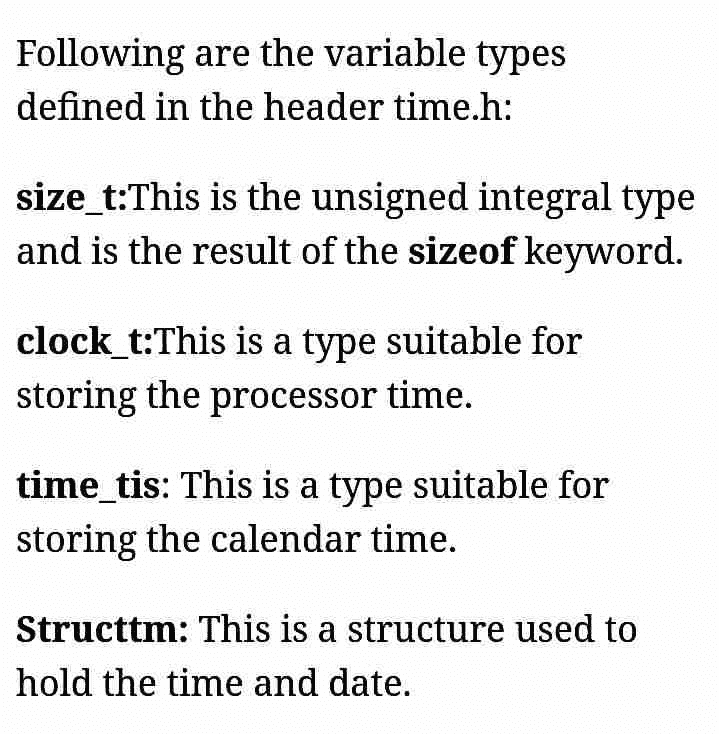 Following are the variable types
defined in the header time.h:
size_t:This is the unsigned integral type
and is the result of the sizeof keyword.
clock_t:This is a type suitable for
storing the processor time.
time_tis: This is a type suitable for
storing the calendar time.
Structtm: This is a structure used to
hold the time and date.